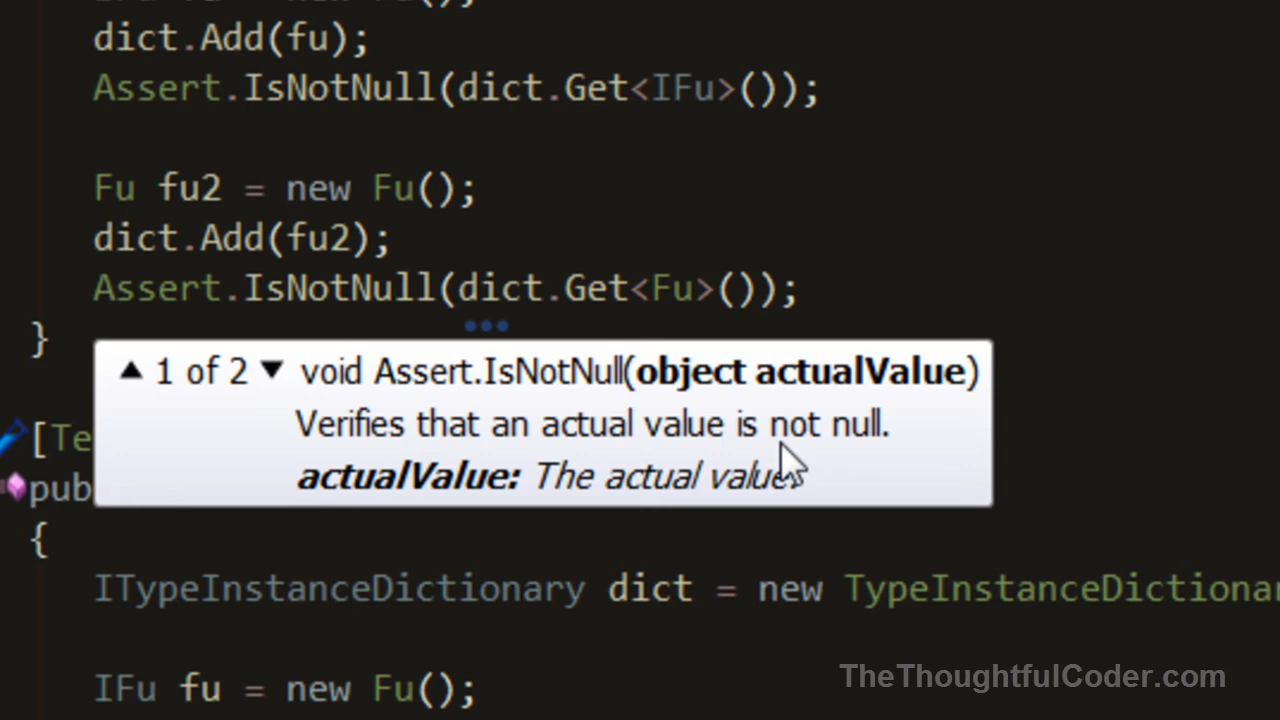 dict.Add(fu);
Assert.IsNotNull(dict.Get<IFu>());
Fu fu2 = new Fu();
dict.Add(fu2);
Assert.IsNotNull(dict.Get<Fu>());
}
▲ 1 of 2 ▼ void Assert.IsNotNull(object actualValue)
Verifies that an actual value is not null.
actualValue: The actual value
[Te
pub
{
ITypeInstanceDictionary dict = new TypeInstanceDictionar
IFu fu = new Fu();
TheThoughtfulCoder.com